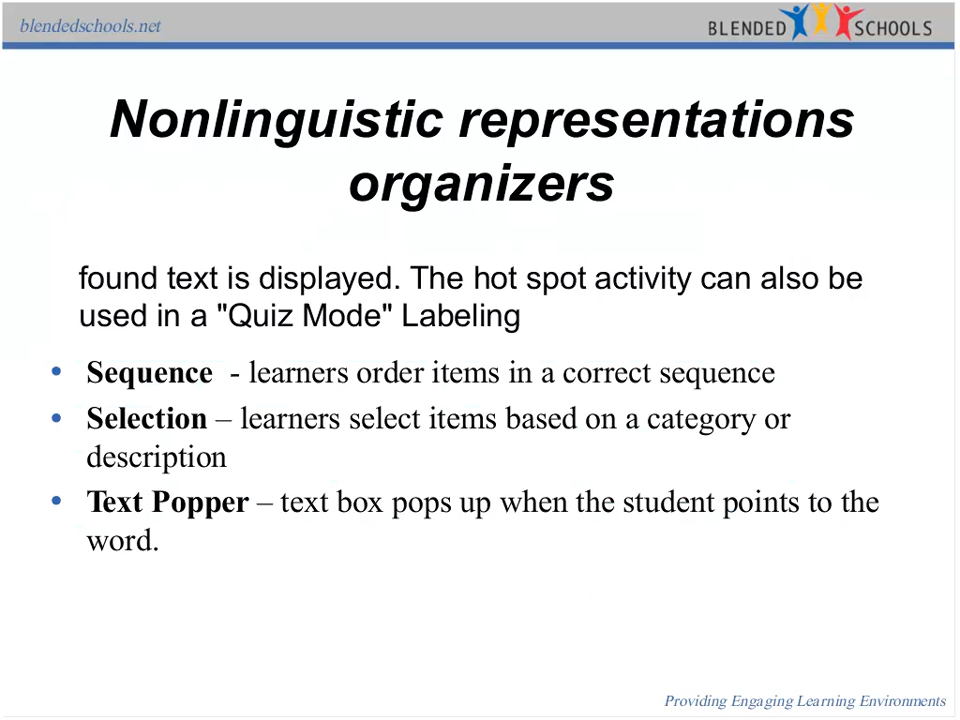 blendedschools.net
BLENDED SCHOOLS
Nonlinguistic representations
organizers
found text is displayed. The hot spot activity can also be
used in a "Quiz Mode" Labeling
• Sequence - learners order items in a correct sequence
• Selection – learners select items based on a category or
description
• Text Popper – text box pops up when the student points to the
word.
Providing Engaging Learning Environments